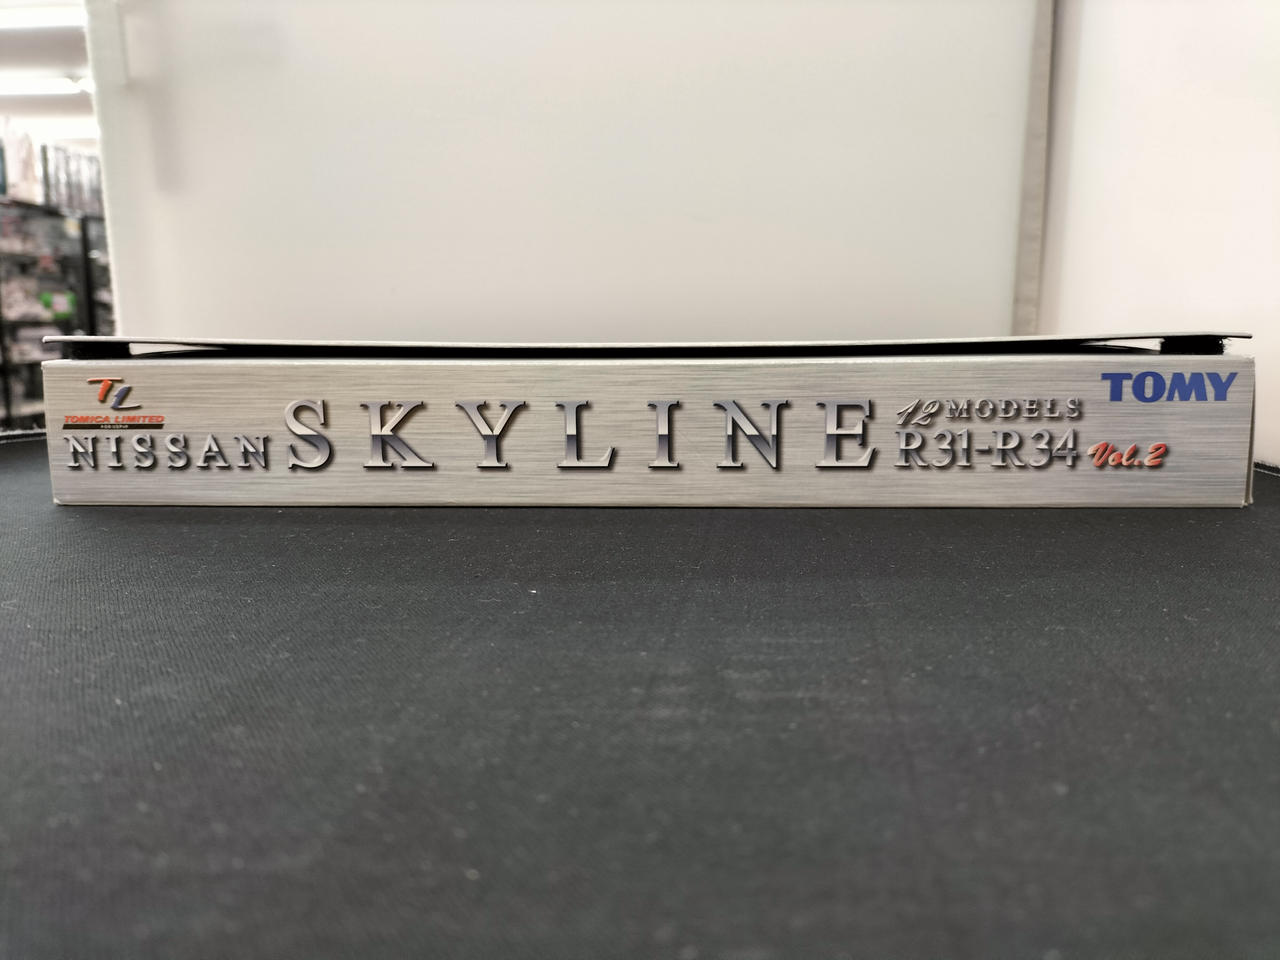 TL
TOMICA LIMITED
NISSAN SKYLINE
12 MODELS
R31-R34 Vol.2
TOMY